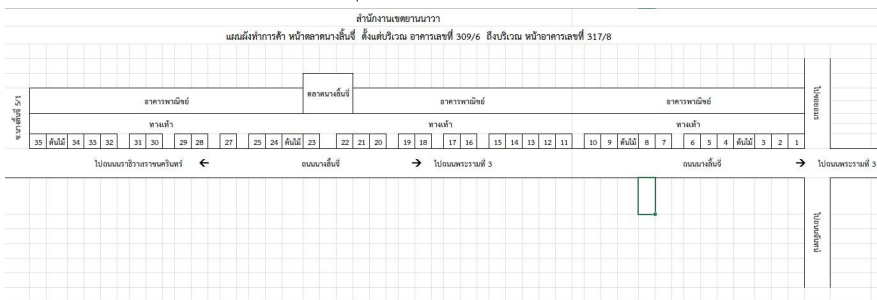 สำนักงานเขตยานนาวา
แผนผังทำการค้า หน้าตลาดนางลิ้นจี่ ตั้งแต่บริเวณ อาคารเลขที่ 309/6 ถึงบริเวณ หน้าอาคารเลขที่ 317/8
ซ.นางลิ้นจี่ 5/1
อาคารพาณิชย์ ตลาดนางลิ้นจี่ อาคารพาณิชย์ อาคารพาณิชย์
ทางเท้า ทางเท้า ทางเท้า
35 ต้นไม้ 34 33 32 31 30 29 28 27 25 24 ต้นไม้ 23 22 21 20 19 18 17 16 15 14 13 12 11 10 9 ต้นไม้ 8 7 6 5 4 ต้นไม้ 3 2 1
ไปถนนราธิวาสราชนครินทร์ ← ถนนนางลิ้นจี่ → ไปถนนพระรามที่ 3 ถนนนางลิ้นจี่ → ไปถนนพระรามที่ 3
ไปถนนจันทน์